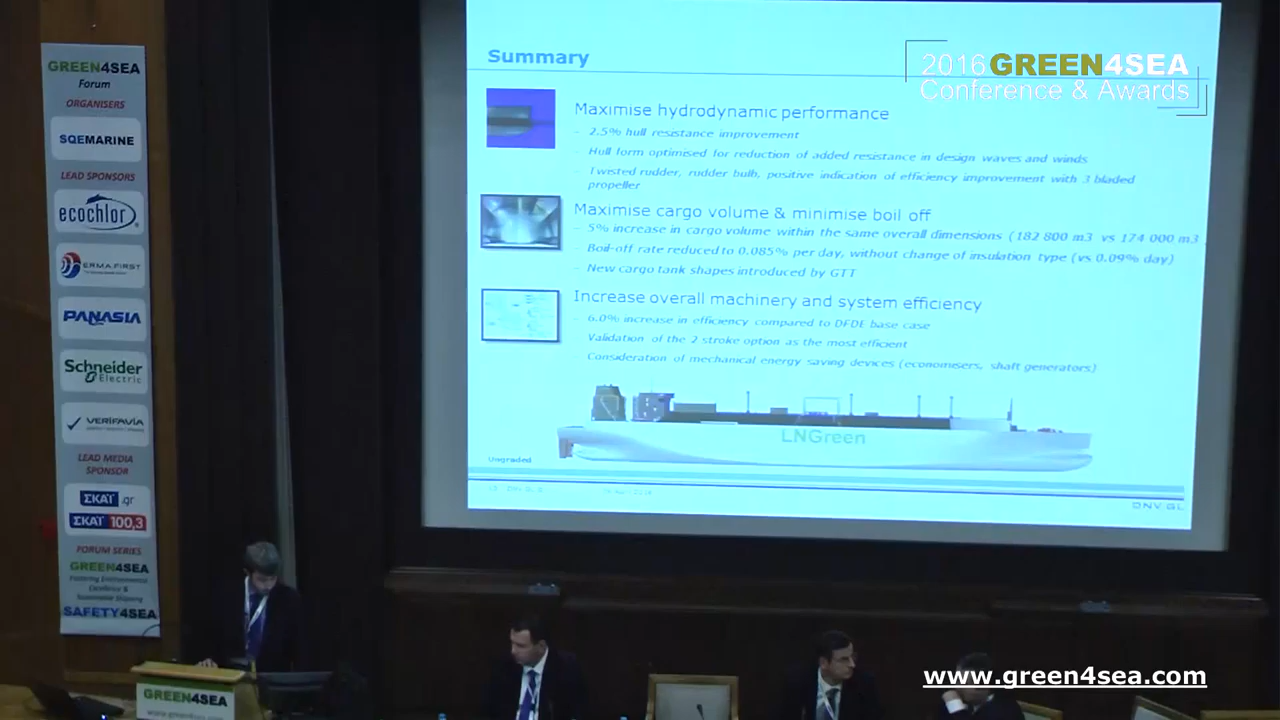 GREEN4SEA
Forum
ORGANISERS
SQEMARINE
LEAD SPONSORS
ecochlor®
ERMA FIRST
PANASIA
Schneider
Electric
VERIFAVIA
LEAD MEDIA
SPONSOR
ΣΚΑΪ.gr
ΣΚΑΪ 100,3
FORUM SERIES
GREEN4SEA
Fostering Environmental
Excellence &
Sustainable Shipping
SAFETY4SEA
Summary
2016 GREEN4SEA
Conference & Awards
Maximise hydrodynamic performance
- 2.5% hull resistance improvement
- Hull form optimised for reduction of added resistance in design waves and winds
- Twisted rudder, rudder bulb, positive indication of efficiency improvement with 3 bladed
propeller
Maximise cargo volume & minimise boil off
- 5% increase in cargo volume within the same overall dimensions (182 800 m3 vs 174 000 m3
- Boil-off rate reduced to 0.085% per day, without change of insulation type (vs 0.09% day)
- New cargo tank shapes introduced by GTT
Increase overall machinery and system efficiency
- 6.0% increase in efficiency compared to DFDE base case
Validation of the 2 stroke option as the most efficient
Consideration of mechanical energy saving devices (economisers, shaft generators)
LNGreen
Ungraded
DNV GL
GREEN4SEA
www.green4sea.com
www.green4sea.com